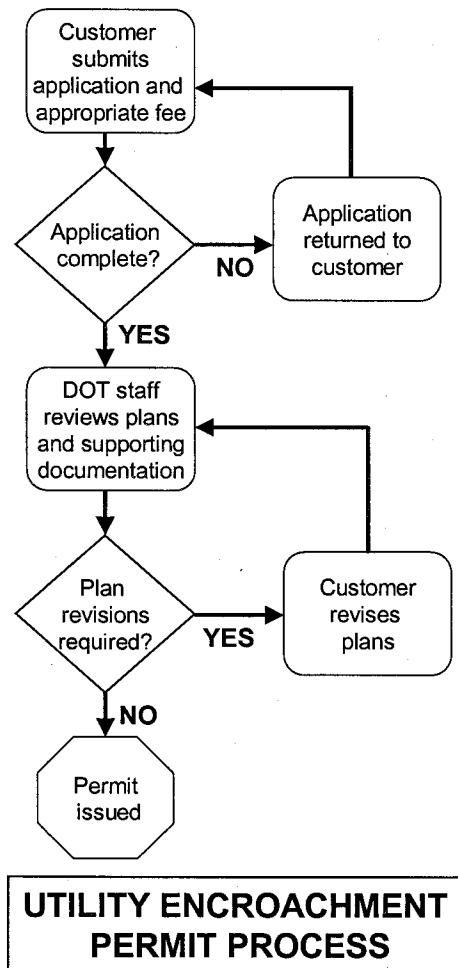 Customer
submits
application and
appropriate fee
Application
complete?
NO
Application
returned to
customer
YES
DOT staff
reviews plans
and supporting
documentation
Plan
revisions
required?
YES
Customer
revises
plans
NO
Permit
issued
UTILITY ENCROACHMENT
PERMIT PROCESS